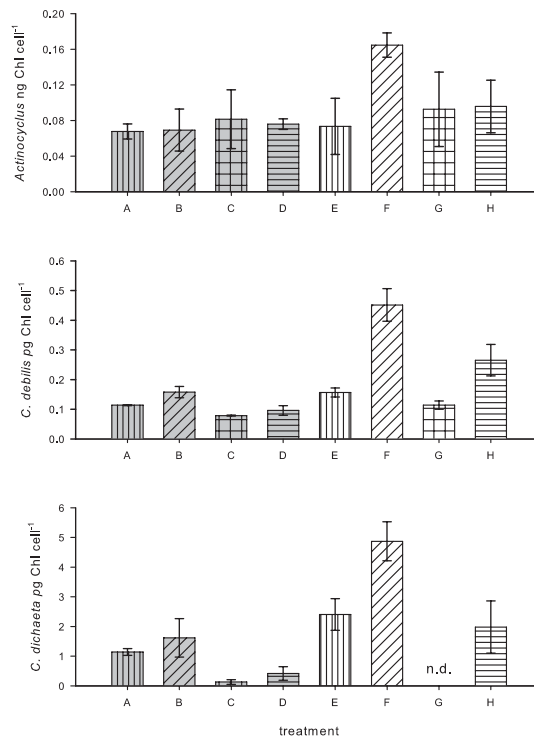 Actinocyclus ng Chl cell⁻¹
0.20
0.16
0.12
0.08
0.04
0.00
A B C D E F G H
C. debilis pg Chl cell⁻¹
0.6
0.5
0.4
0.3
0.2
0.1
0.0
A B C D E F G H
C. dichaeta pg Chl cell⁻¹
6
5
4
3
2
1
0
n.d.
A B C D E F G H
treatment